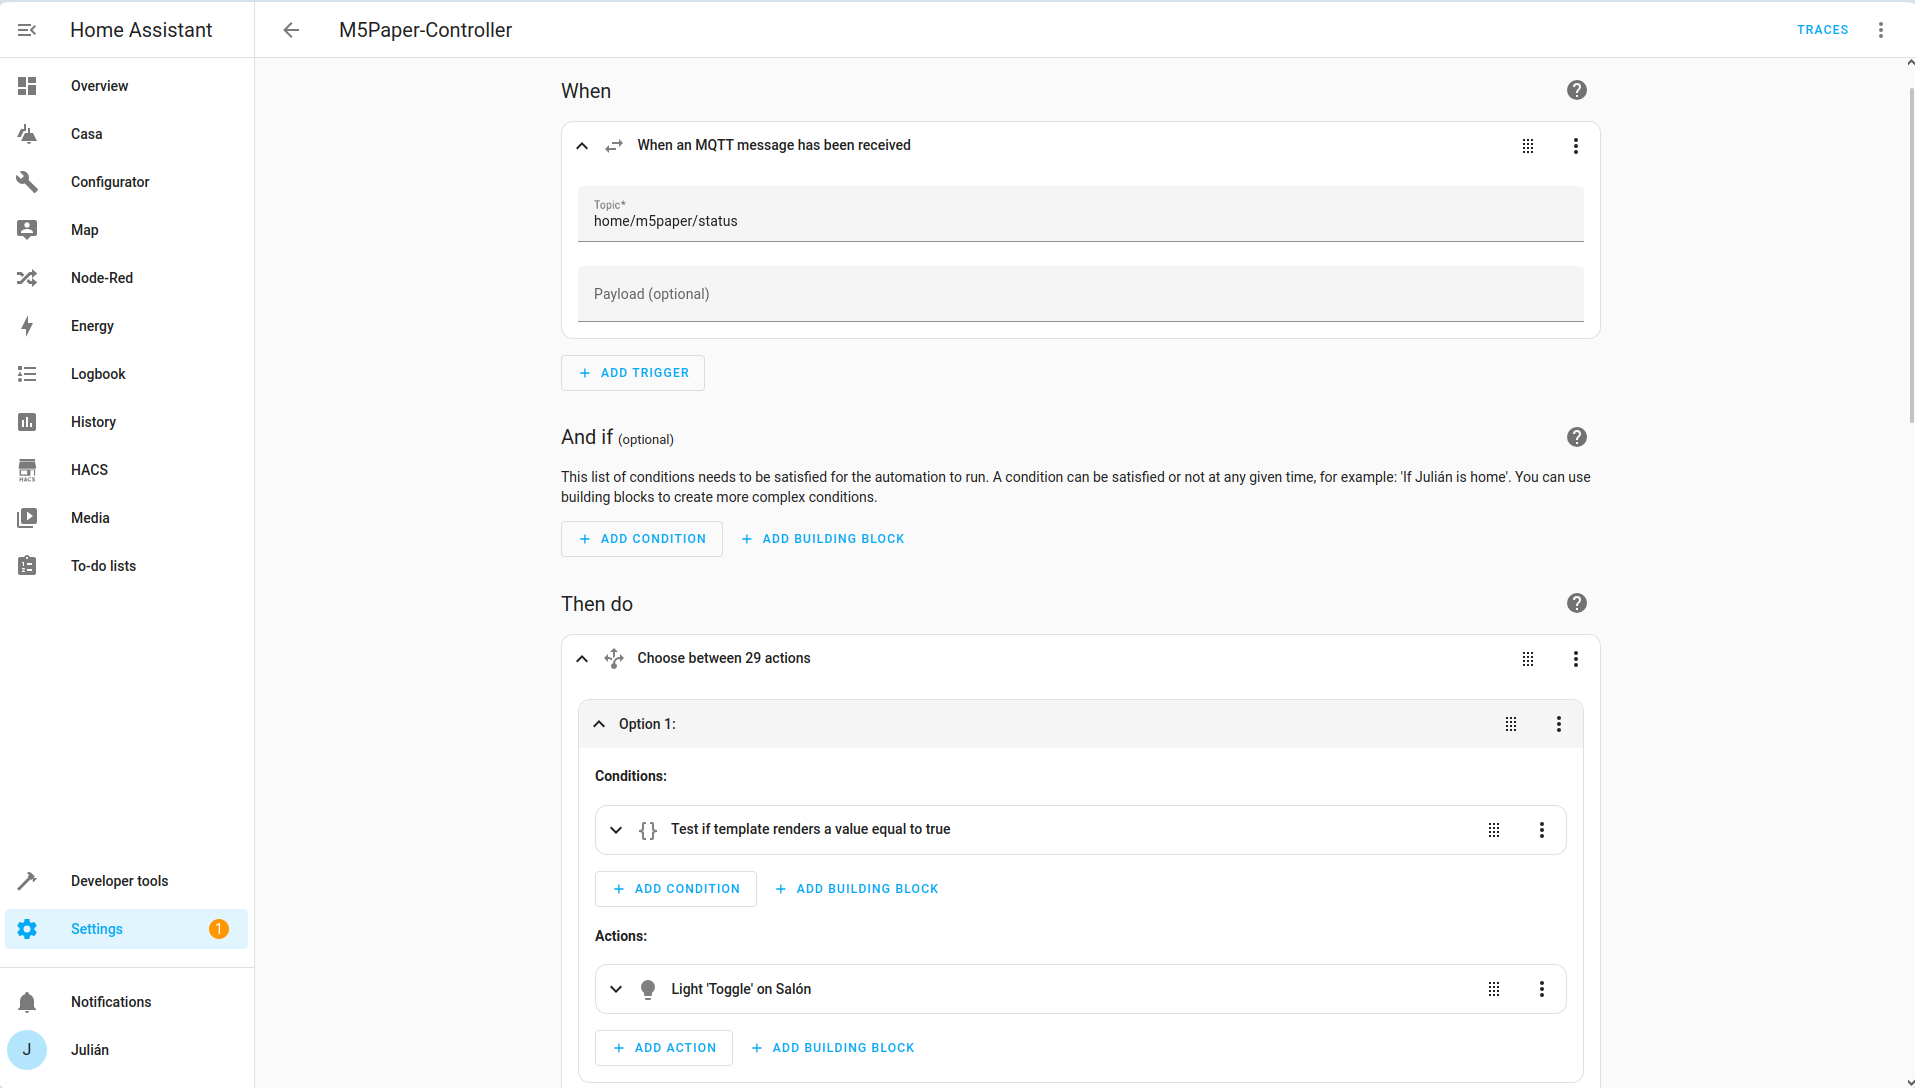 Home Assistant
M5Paper-Controller
TRACES
Overview
Casa
Configurator
Map
Node-Red
Energy
Logbook
History
HACS
HACS
Media
To-do lists
Developer tools
Settings
1
Notifications
J
Julián
When
When an MQTT message has been received
Topic*
home/m5paper/status
Payload (optional)
ADD TRIGGER
And if (optional)
This list of conditions needs to be satisfied for the automation to run. A condition can be satisfied or not at any given time, for example: 'If Julián is home'. You can use
building blocks to create more complex conditions.
ADD CONDITION
ADD BUILDING BLOCK
Then do
Choose between 29 actions
Option 1:
Conditions:
Test if template renders a value equal to true
ADD CONDITION
ADD BUILDING BLOCK
Actions:
Light 'Toggle' on Salón
ADD ACTION
ADD BUILDING BLOCK